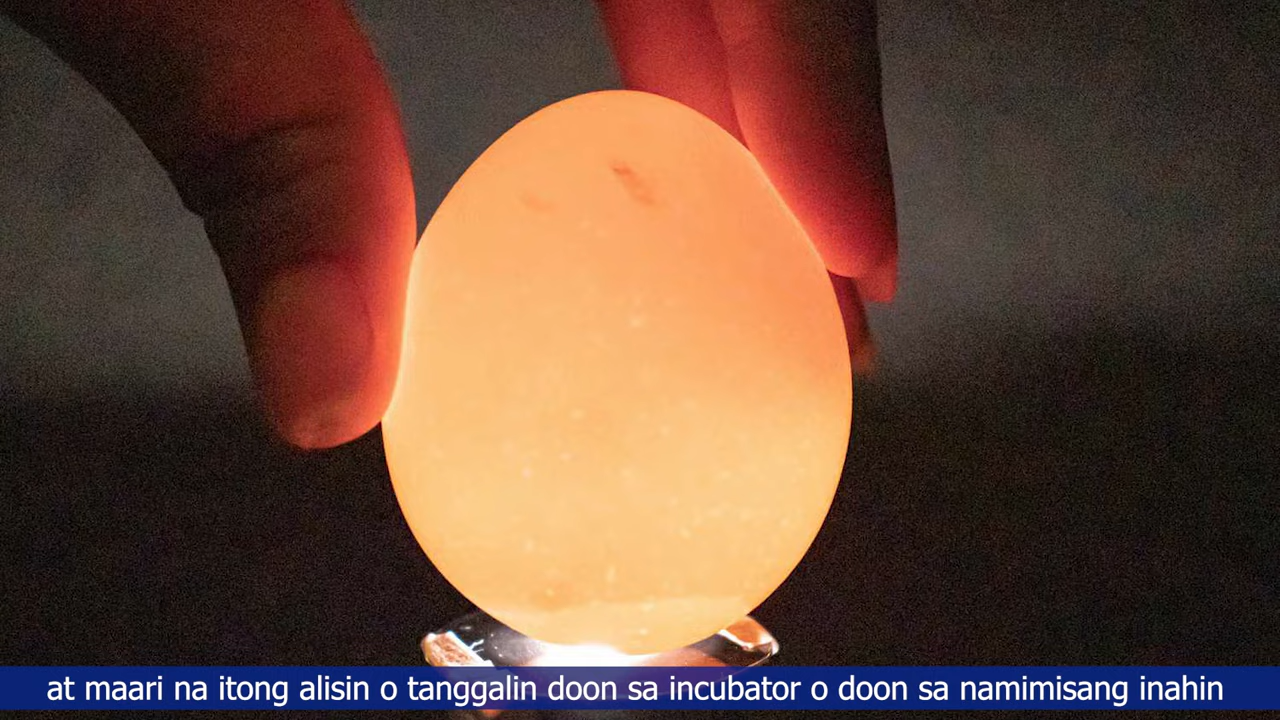 at maari na itong alisin o tanggalin doon sa incubator o doon sa namimisang inahin